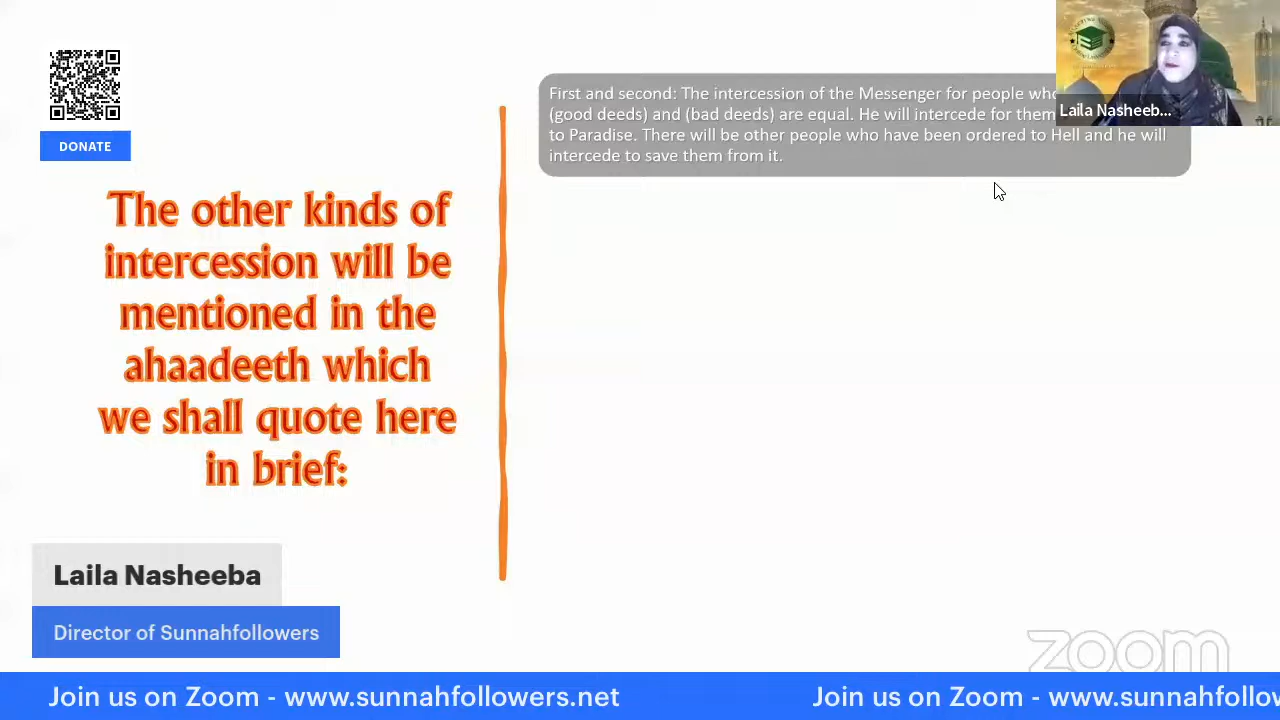 DONATE
The other kinds of
intercession will be
mentioned in the
ahaadeeth which
we shall quote here
in brief:
First and second: The intercession of the Messenger for people
(good deeds) and (bad deeds) are equal. He will intercede for them
to Paradise. There will be other people who have been ordered to Hell and he will
intercede to save them from it.
Laila Nasheeb...
Laila Nasheeba
Director of Sunnahfollowers
zoom
Join us on Zoom - www.sunnahfollowers.net
Join us on Zoom - www.sunnahfollow